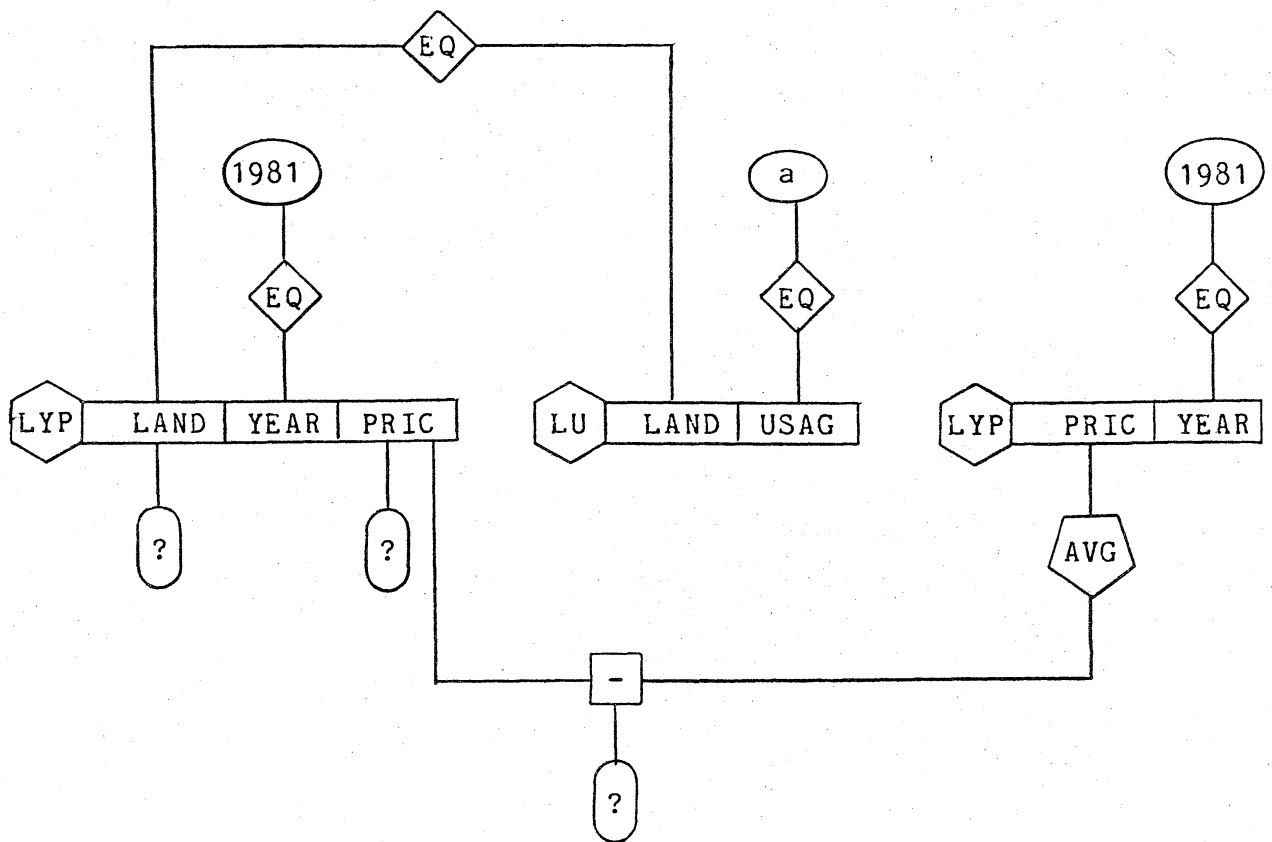 EQ
1981 a 1981
EQ EQ EQ
LYP LAND YEAR PRIC LU LAND USAG LYP PRIC YEAR
? ? AVG
-
?